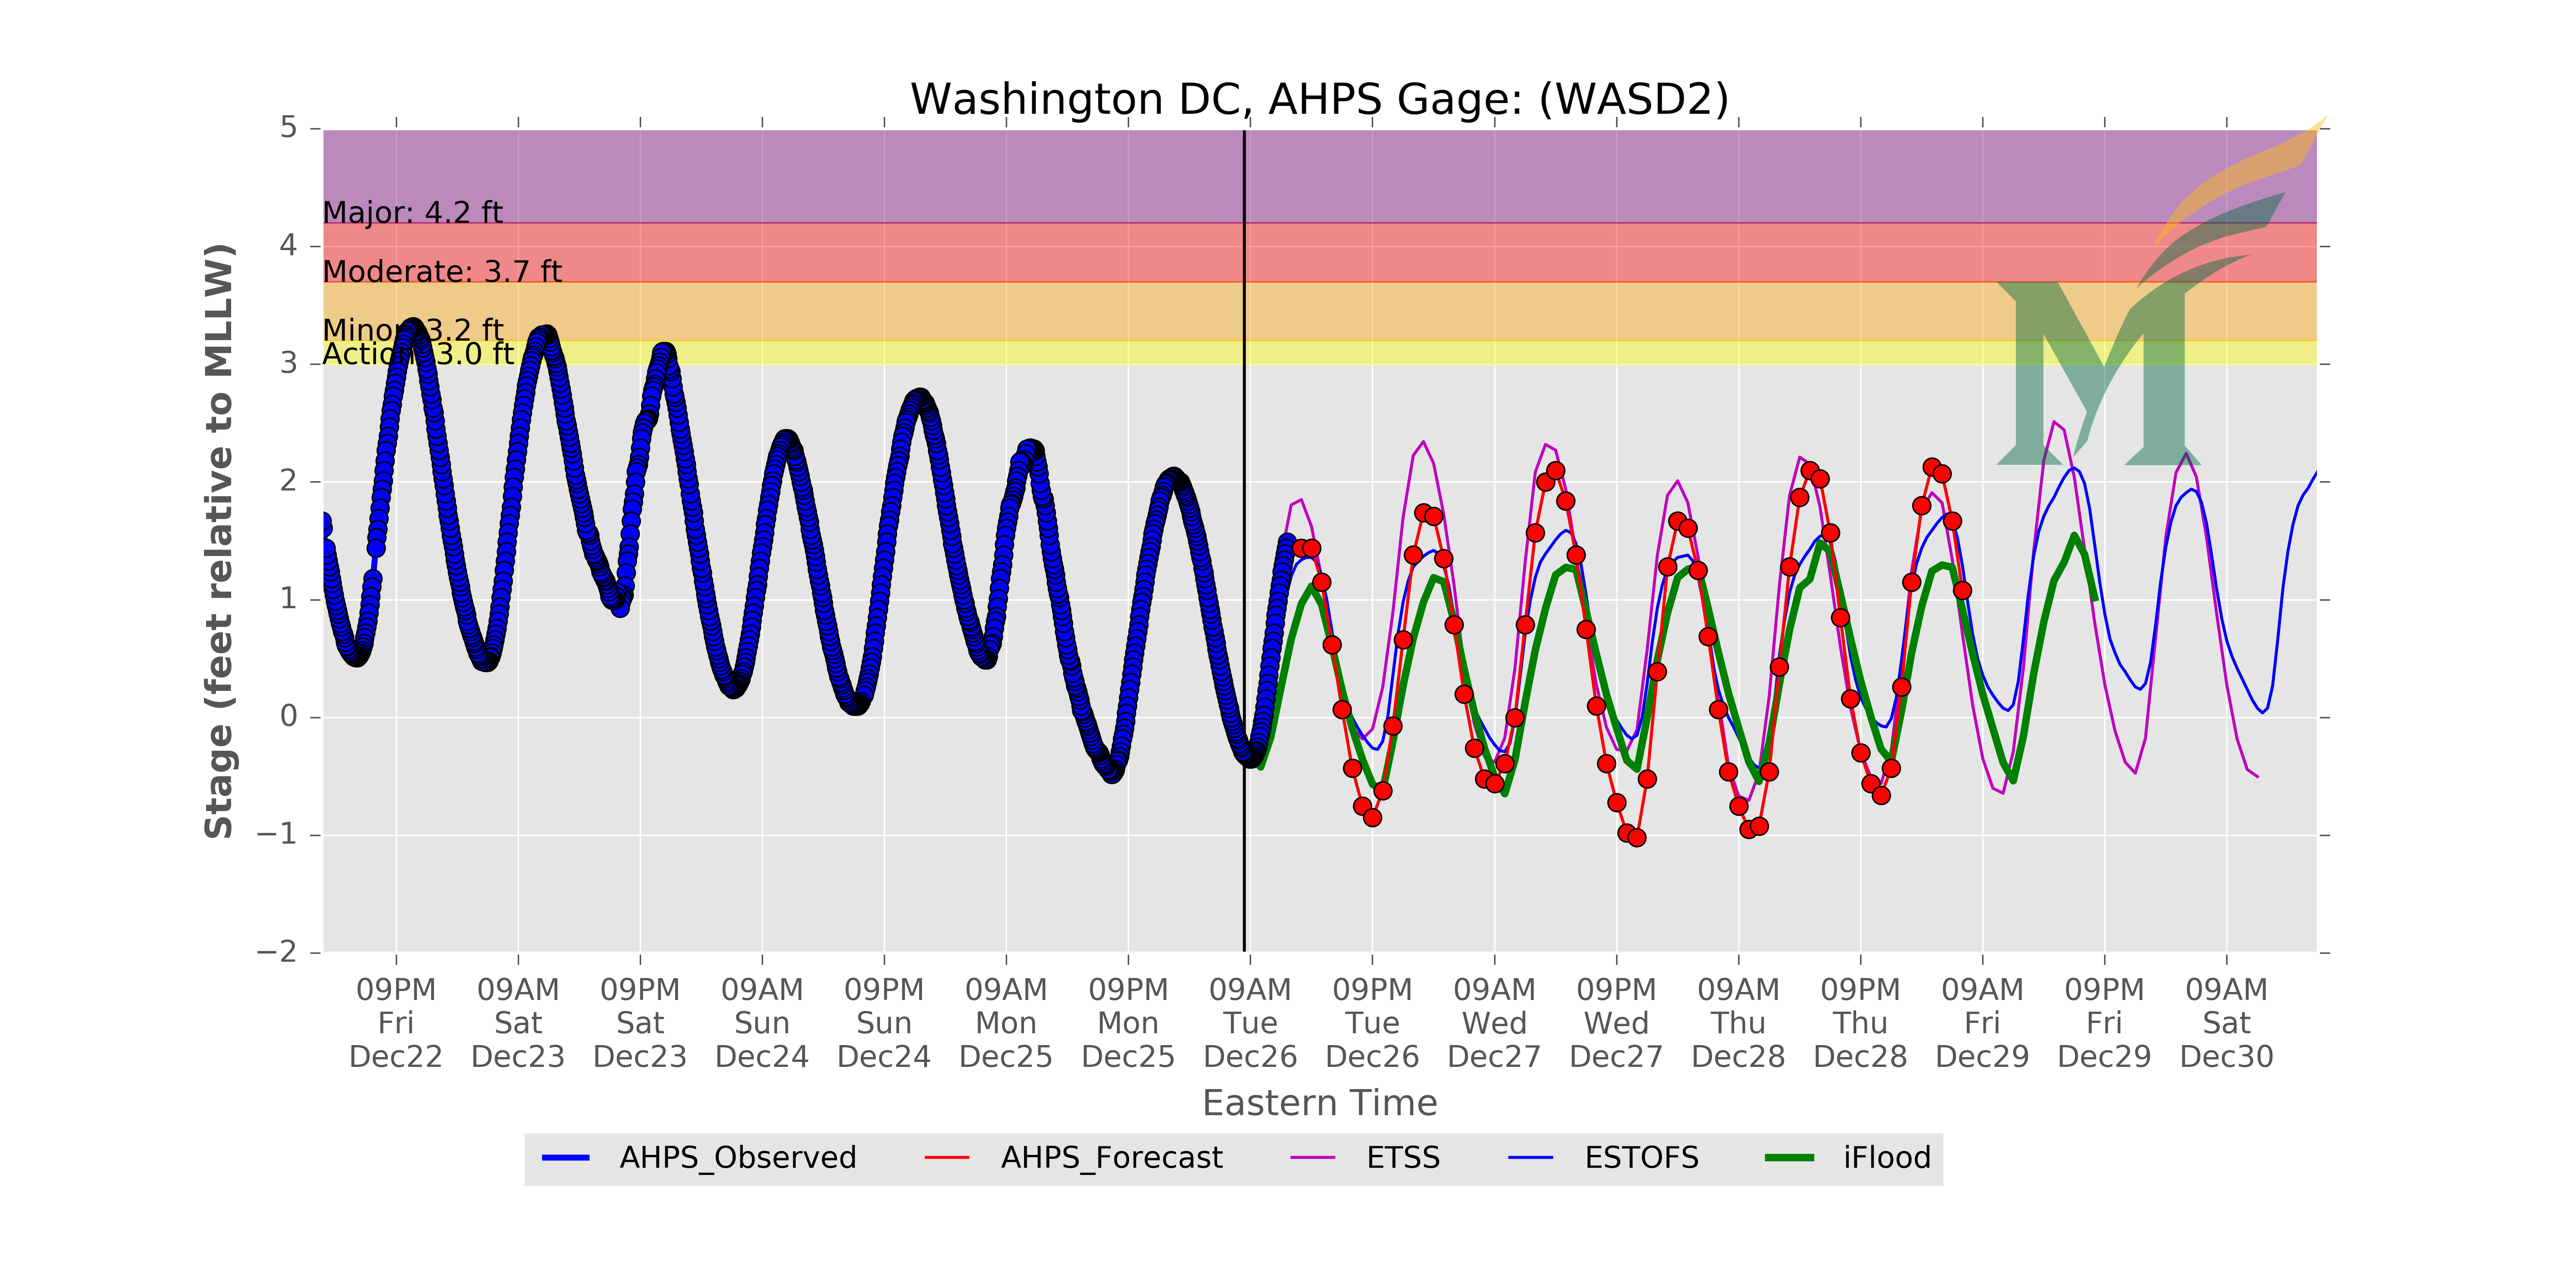 Washington DC, AHPS Gage: (WASD2)
Stage (feet relative to MLLW)
5
4
3
2
1
0
−1
−2
Major: 4.2 ft
Moderate: 3.7 ft
Minor: 3.2 ft
Action: 3.0 ft
09PM 09AM 09PM 09AM 09PM 09AM 09PM 09AM 09PM 09AM 09PM 09AM 09PM 09AM 09PM 09AM
Fri Sat Sat Sun Sun Mon Mon Tue Tue Wed Wed Thu Thu Fri Fri Sat
Dec22 Dec23 Dec23 Dec24 Dec24 Dec25 Dec25 Dec26 Dec26 Dec27 Dec27 Dec28 Dec28 Dec29 Dec29 Dec30
Eastern Time
AHPS_Observed AHPS_Forecast ETSS ESTOFS iFlood
M